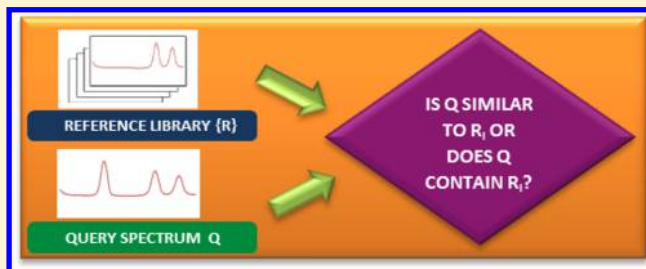 REFERENCE LIBRARY {R}
QUERY SPECTRUM Q
IS Q SIMILAR
TO Rᵢ OR
DOES Q
CONTAIN Rᵢ?